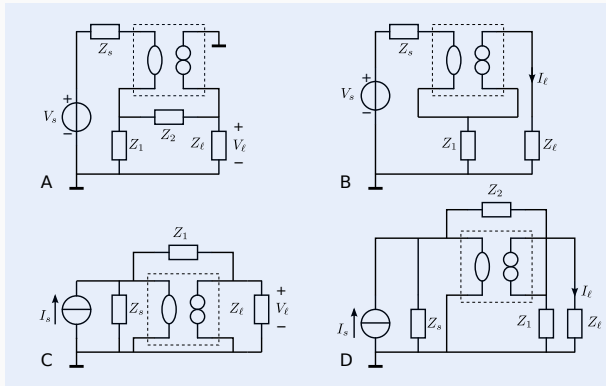 Z_s
Z_s
V_s
+
−
Z_1
Z_2
Z_ℓ
+
V_ℓ
−
A
V_s
+
−
I_ℓ
Z_1
Z_ℓ
B
Z_1
I_s
Z_s
Z_ℓ
+
V_ℓ
−
C
Z_2
I_s
Z_s
I_ℓ
Z_1
Z_ℓ
D